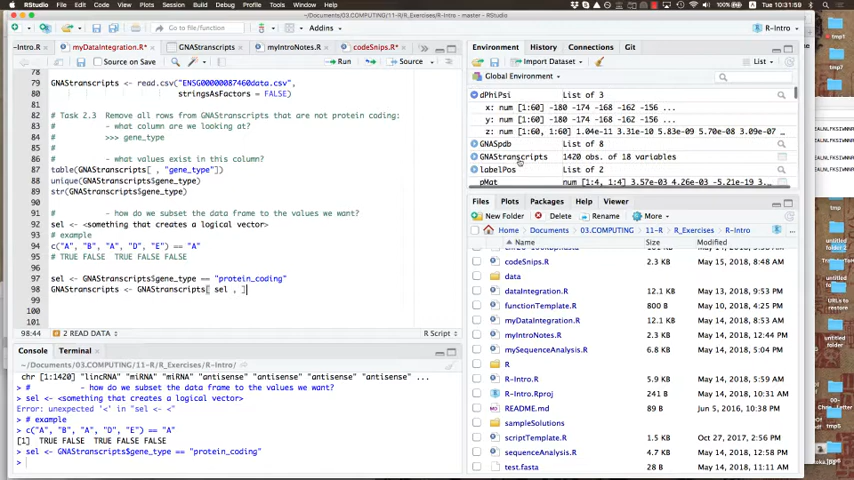 RStudio File Edit Code View Plots Session Build Debug Profile Tools Window Help
Tue 10:31:59
~/Documents/03.COMPUTING/11-R/R_Exercises/R-Intro - master - RStudio
Go to file/function
Addins
R-Intro
-Intro.R
myDataIntegration.R*
GNAStranscripts
myIntroNotes.R
codeSnips.R*
Source on Save
Run
Source
78
79 GNAStranscripts <- read.csv("ENSG00000087460data.csv",
80 stringsAsFactors = FALSE)
81
82 # Task 2.3 Remove all rows from GNAStranscripts that are not protein coding:
83 # - what column are we looking at?
84 # >>> gene_type
85 #
86 # - what values exist in this column?
87 table(GNAStranscripts[ , "gene_type"])
88 unique(GNAStranscripts$gene_type)
89 str(GNAStranscripts$gene_type)
90
91 # - how do we subset the data frame to the values we want?
92 sel <- <something that creates a logical vector>
93 # example
94 c("A", "B", "A", "D", "E") == "A"
95 # TRUE FALSE TRUE FALSE FALSE
96
97 sel <- GNAStranscripts$gene_type == "protein_coding"
98 GNAStranscripts <- GNAStranscripts[ sel , ]
99
100
101
98:44 2 READ DATA R Script
Console Terminal
~/Documents/03.COMPUTING/11-R/R_Exercises/R-Intro/
chr [1:1420] "lincRNA" "miRNA" "miRNA" "antisense" "antisense" "antisense" "antisense" ...
> # - how do we subset the data frame to the values we want?
> sel <- <something that creates a logical vector>
Error: unexpected '<' in "sel <- <"
> # example
> c("A", "B", "A", "D", "E") == "A"
[1] TRUE FALSE TRUE FALSE FALSE
> sel <- GNAStranscripts$gene_type == "protein_coding"
>
Environment History Connections Git
Import Dataset
List
Global Environment
dPhiPsi List of 3
x: num [1:60] -180 -174 -168 -162 -156 ...
y: num [1:60] -180 -174 -168 -162 -156 ...
z: num [1:60, 1:60] 1.04e-11 3.31e-10 5.83e-09 5.70e-08 3.09e-07 ...
GNASpdb List of 8
GNAStranscripts 1420 obs. of 18 variables
labelPos List of 2
pMat num [1:4, 1:4] 3.57e-03 4.26e-03 -5.21e-19 3...
Files Plots Packages Help Viewer
New Folder Delete Rename More
Home Documents 03.COMPUTING 11-R R_Exercises R-Intro
Name Size Modified
codeSnips.R 2.3 KB May 15, 2018, 8:48 AM
data
dataIntegration.R 12.1 KB May 13, 2018, 9:53 PM
functionTemplate.R 800 B May 10, 2018, 4:25 PM
myDataIntegration.R 12.1 KB May 14, 2018, 9:53 PM
myIntroNotes.R 2.3 KB May 14, 2018, 12:44 PM
mySequenceAnalysis.R 6.8 KB May 14, 2018, 5:54 PM
R
R-Intro.R 5.9 KB May 14, 2018, 5:59 AM
R-Intro.Rproj 241 B May 14, 2018, 10:31 AM
README.md 89 B Jun 5, 2016, 10:38 PM
sampleSolutions
scriptTemplate.R 1.5 KB Oct 27, 2017, 2:56 PM
sequenceAnalysis.R 4.6 KB May 14, 2018, 12:58 PM
test.fasta 28 B May 14, 2018, 11:11 AM
untitled folder 2
URLs to restore
untitled folder